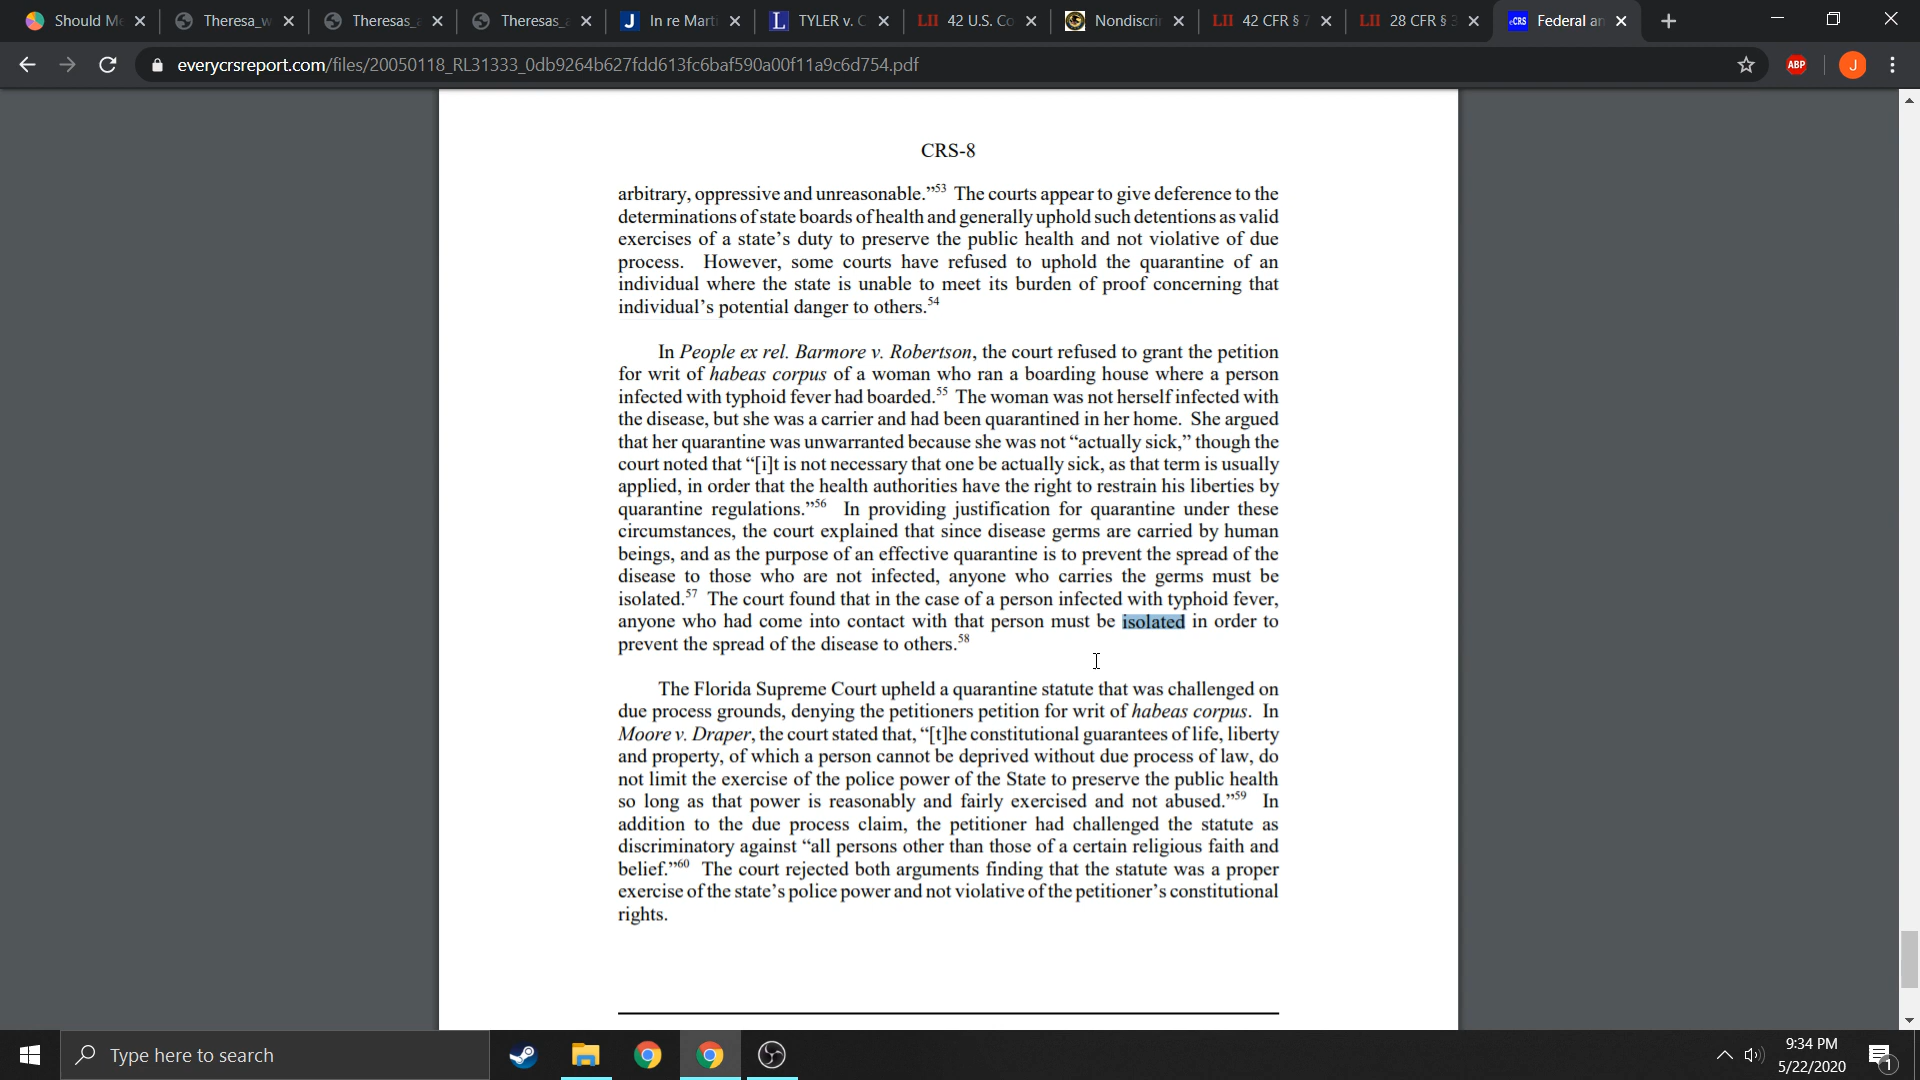 Should Me
Theresa_w
Theresas_
Theresas_
In re Marti
TYLER v. C
LII 42 U.S. Co
Nondiscri
LII 42 CFR § 7
LII 28 CFR § 3
CRS Federal an
everycrsreport.com/files/20050118_RL31333_0db9264b627fdd613fc6baf590a00f11a9c6d754.pdf
ABP
J
CRS-8
arbitrary, oppressive and unreasonable.”53 The courts appear to give deference to the
determinations of state boards of health and generally uphold such detentions as valid
exercises of a state’s duty to preserve the public health and not violative of due
process. However, some courts have refused to uphold the quarantine of an
individual where the state is unable to meet its burden of proof concerning that
individual’s potential danger to others.54
In People ex rel. Barmore v. Robertson, the court refused to grant the petition
for writ of habeas corpus of a woman who ran a boarding house where a person
infected with typhoid fever had boarded.55 The woman was not herself infected with
the disease, but she was a carrier and had been quarantined in her home. She argued
that her quarantine was unwarranted because she was not “actually sick,” though the
court noted that “[i]t is not necessary that one be actually sick, as that term is usually
applied, in order that the health authorities have the right to restrain his liberties by
quarantine regulations.”56 In providing justification for quarantine under these
circumstances, the court explained that since disease germs are carried by human
beings, and as the purpose of an effective quarantine is to prevent the spread of the
disease to those who are not infected, anyone who carries the germs must be
isolated.57 The court found that in the case of a person infected with typhoid fever,
anyone who had come into contact with that person must be isolated in order to
prevent the spread of the disease to others.58
The Florida Supreme Court upheld a quarantine statute that was challenged on
due process grounds, denying the petitioners petition for writ of habeas corpus. In
Moore v. Draper, the court stated that, “[t]he constitutional guarantees of life, liberty
and property, of which a person cannot be deprived without due process of law, do
not limit the exercise of the police power of the State to preserve the public health
so long as that power is reasonably and fairly exercised and not abused.”59 In
addition to the due process claim, the petitioner had challenged the statute as
discriminatory against “all persons other than those of a certain religious faith and
belief.”60 The court rejected both arguments finding that the statute was a proper
exercise of the state’s police power and not violative of the petitioner’s constitutional
rights.
Type here to search
9:34 PM
5/22/2020
1